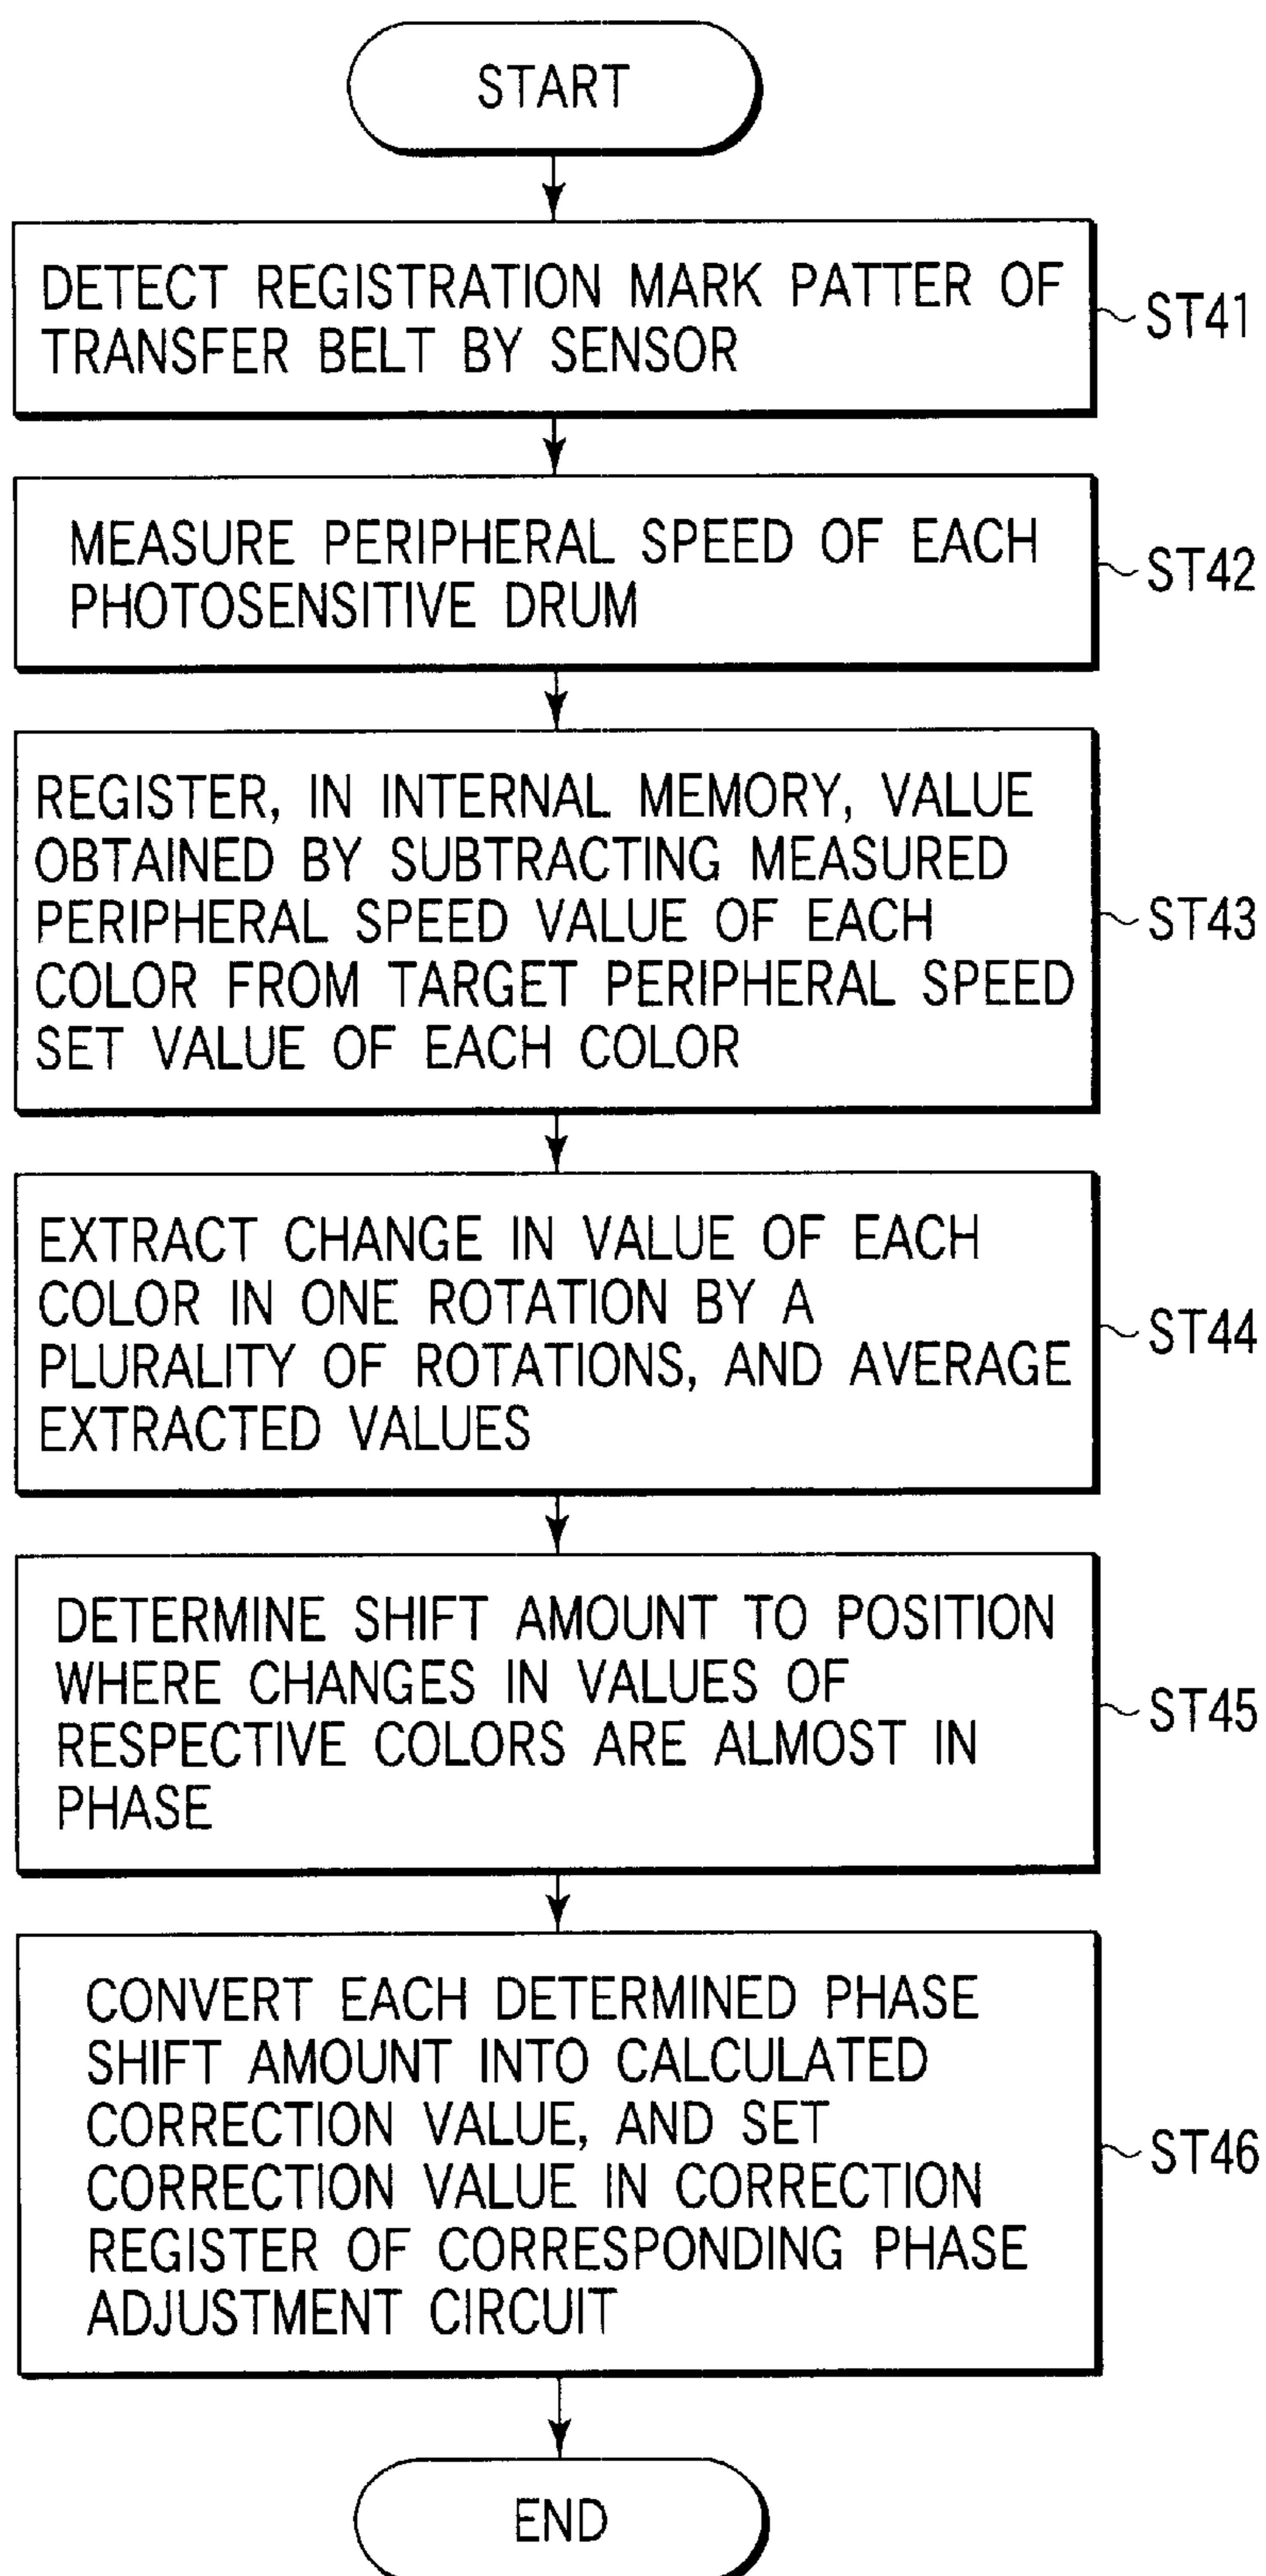 START
DETECT REGISTRATION MARK PATTER OF
TRANSFER BELT BY SENSOR
ST41
MEASURE PERIPHERAL SPEED OF EACH
PHOTOSENSITIVE DRUM
ST42
REGISTER, IN INTERNAL MEMORY, VALUE
OBTAINED BY SUBTRACTING MEASURED
PERIPHERAL SPEED VALUE OF EACH
COLOR FROM TARGET PERIPHERAL SPEED
SET VALUE OF EACH COLOR
ST43
EXTRACT CHANGE IN VALUE OF EACH
COLOR IN ONE ROTATION BY A
PLURALITY OF ROTATIONS, AND AVERAGE
EXTRACTED VALUES
ST44
DETERMINE SHIFT AMOUNT TO POSITION
WHERE CHANGES IN VALUES OF
RESPECTIVE COLORS ARE ALMOST IN
PHASE
ST45
CONVERT EACH DETERMINED PHASE
SHIFT AMOUNT INTO CALCULATED
CORRECTION VALUE, AND SET
CORRECTION VALUE IN CORRECTION
REGISTER OF CORRESPONDING PHASE
ADJUSTMENT CIRCUIT
ST46
END